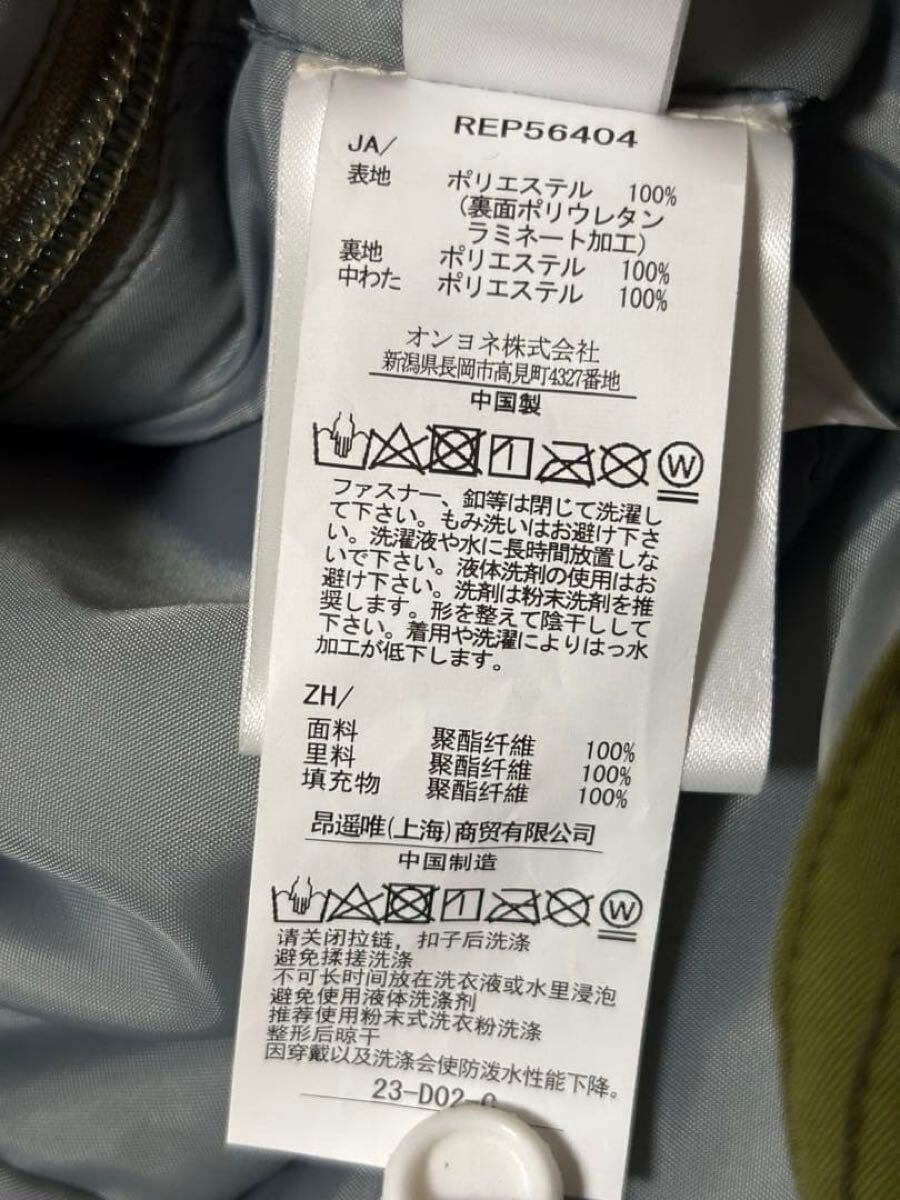 REP56404
JA/
表地 ポリエステル 100%
(裏面ポリウレタン
ラミネート加工)
裏地 ポリエステル 100%
中わた ポリエステル 100%
オンヨネ株式会社
新潟県長岡市高見町4327番地
中国製
W
ファスナー、釦等は閉じて洗濯し
て下さい。もみ洗いはお避け下さ
い。洗濯液や水に長時間放置しな
いで下さい。液体洗剤の使用はお
避け下さい。洗剤は粉末洗剤を推
奨します。形を整えて陰干しして
下さい。着用や洗濯によりはっ水
加工が低下します。
ZH/
面料 聚酯纤維 100%
里料 聚酯纤維 100%
填充物 聚酯纤維 100%
昂遥唯(上海)商贸有限公司
中国制造
W
请关闭拉链，扣子后洗涤
避免揉搓洗涤
不可长时间放在洗衣液或水里浸泡
避免使用液体洗涤剂
推荐使用粉末式洗衣粉洗涤
整形后晾干
因穿戴以及洗涤会使防泼水性能下降。
23-D02-